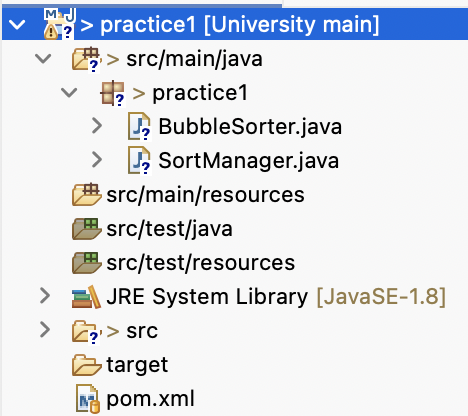 > practice1 [University main]
> src/main/java
> practice1
BubbleSorter.java
SortManager.java
src/main/resources
src/test/java
src/test/resources
JRE System Library [JavaSE-1.8]
> src
target
pom.xml